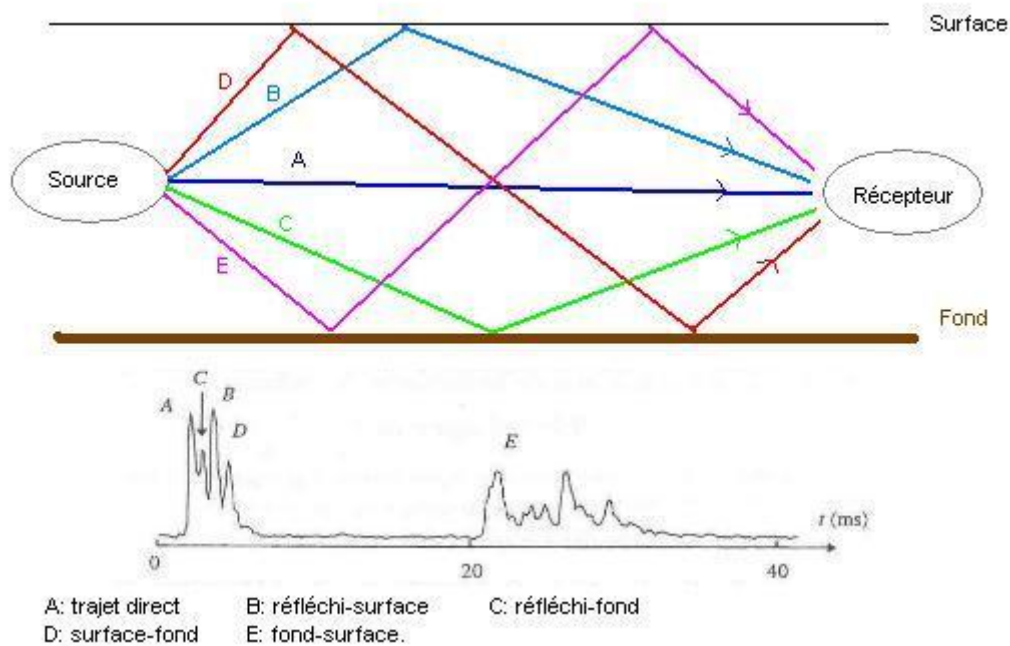 Surface
D
B
A
Source
Récepteur
C
E
Fond
C
A
B
D
E
t (ms)
0
20
40
A: trajet direct B: réfléchi-surface C: réfléchi-fond
D: surface-fond E: fond-surface.